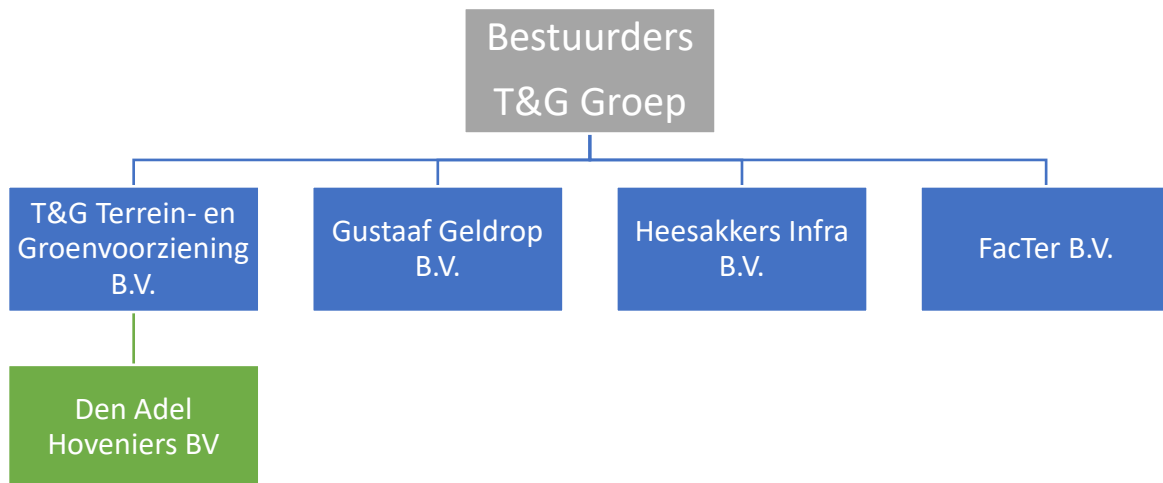 Bestuurders
T&G Groep
T&G Terrein- en
Groenvoorziening
B.V.
Gustaaf Geldrop
B.V.
Heesakkers Infra
B.V.
FacTer B.V.
Den Adel
Hoveniers BV